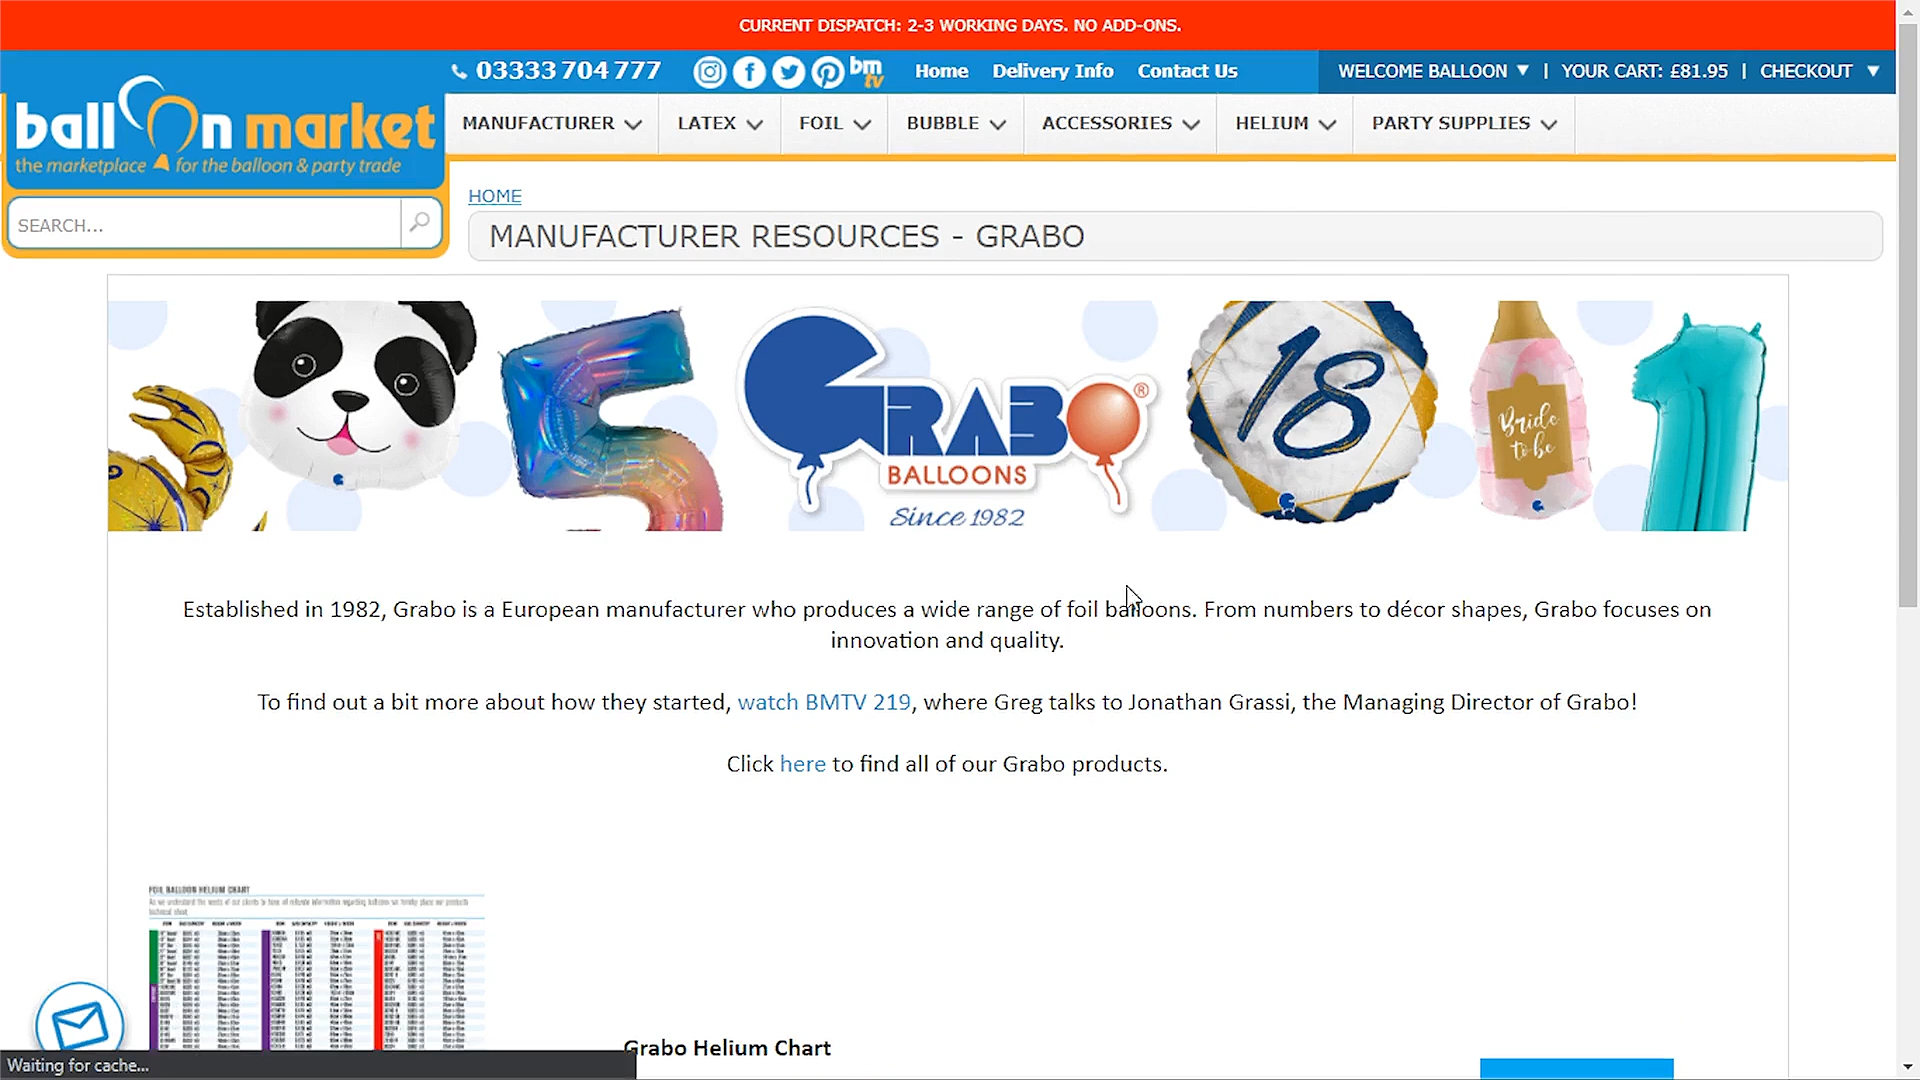 CURRENT DISPATCH: 2-3 WORKING DAYS. NO ADD-ONS.
03333 704 777
bm
tv
Home
Delivery Info
Contact Us
WELCOME BALLOON ▼ | YOUR CART: £81.95 | CHECKOUT ▼
balloon market
the marketplace for the balloon & party trade
MANUFACTURER
LATEX
FOIL
BUBBLE
ACCESSORIES
HELIUM
PARTY SUPPLIES
SEARCH...
HOME
MANUFACTURER RESOURCES - GRABO
GRABO®
BALLOONS
Since 1982
18
Bride
to be
Established in 1982, Grabo is a European manufacturer who produces a wide range of foil balloons. From numbers to décor shapes, Grabo focuses on
innovation and quality.
To find out a bit more about how they started, watch BMTV 219, where Greg talks to Jonathan Grassi, the Managing Director of Grabo!
Click here to find all of our Grabo products.
FOIL BALLOON HELIUM CHART
Grabo Helium Chart
Waiting for cache...